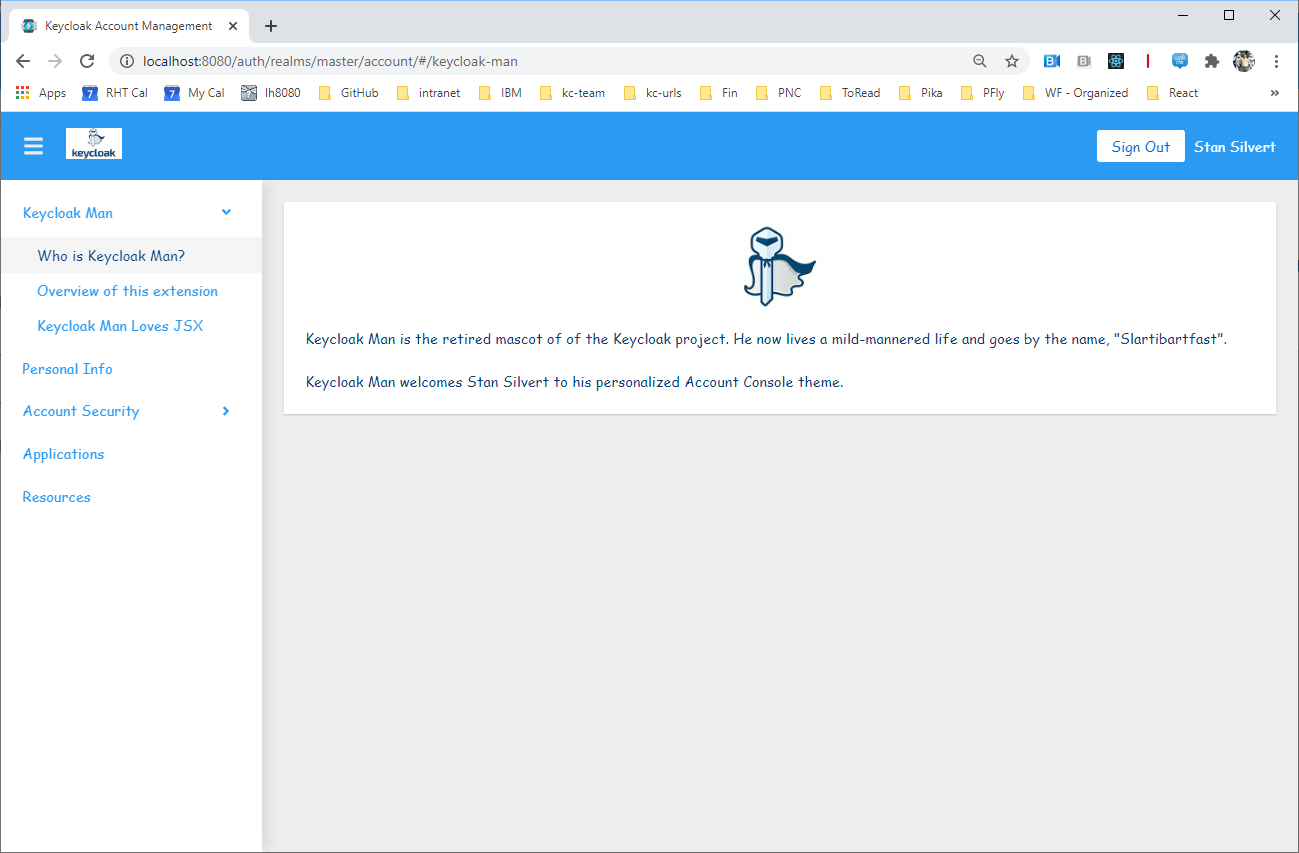 Keycloak Account Management
localhost:8080/auth/realms/master/account/#/keycloak-man
Apps 7 RHT Cal 7 My Cal lh8080 GitHub intranet IBM kc-team kc-urls Fin PNC ToRead Pika PFly WF - Organized React »
keycloak Sign Out Stan Silvert
Keycloak Man
Who is Keycloak Man?
Overview of this extension
Keycloak Man Loves JSX
Personal Info
Account Security
Applications
Resources
Keycloak Man is the retired mascot of of the Keycloak project. He now lives a mild-mannered life and goes by the name, "Slartibartfast".
Keycloak Man welcomes Stan Silvert to his personalized Account Console theme.